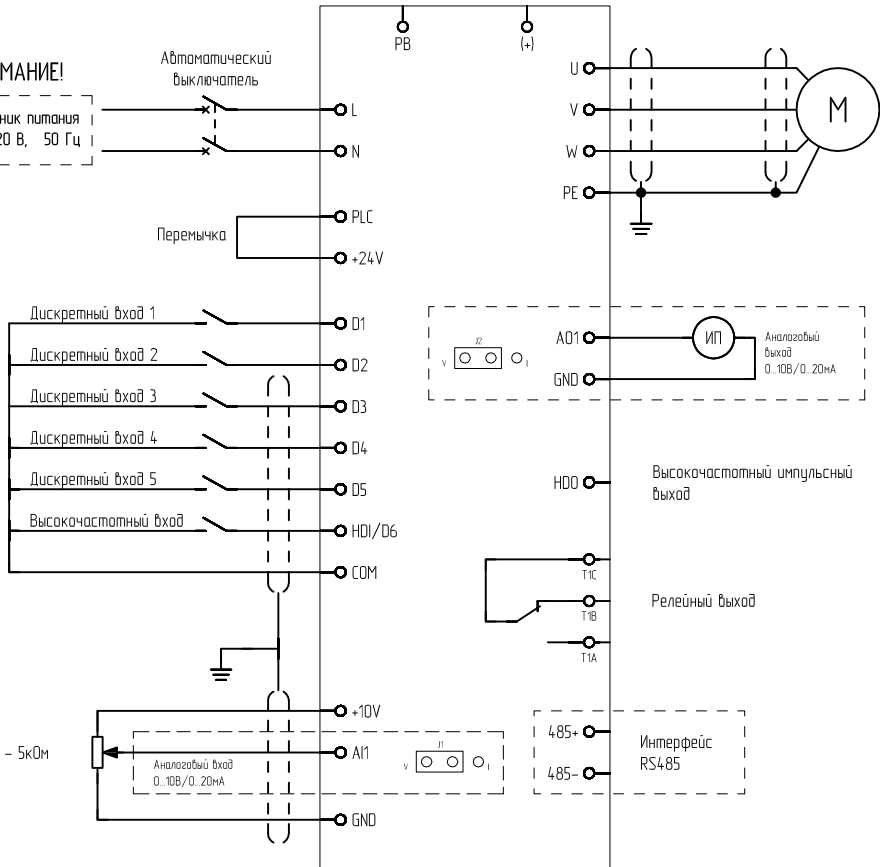 PB
(+)
МАНИЕ!
Автоматический
выключатель
ник питания
20 В, 50 Гц
L
N
U
V
W
PE
M
Перемычка
PLC
+24V
Дискретный вход 1
D1
Дискретный вход 2
D2
Дискретный вход 3
D3
Дискретный вход 4
D4
Дискретный вход 5
D5
Высокочастотный вход
HDI/D6
COM
J2
V
I
AO1
GND
ИП
Аналоговый
выход
0...10В/0...20мА
HDO
Высокочастотный импульсный
выход
T1C
T1B
T1A
Релейный выход
+10V
- 5кОм
AI1
Аналоговый вход
0...10В/0...20мА
J1
V
I
GND
485+
485-
Интерфейс
RS485